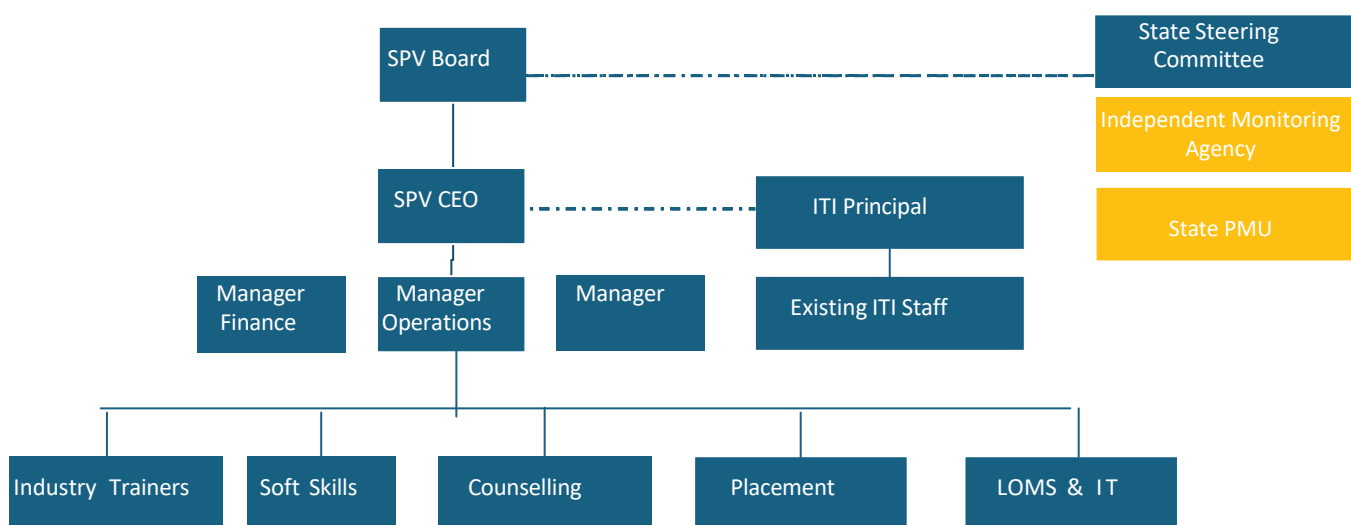 SPV Board
State Steering
Committee
Independent Monitoring
Agency
SPV CEO
ITI Principal
State PMU
Manager
Finance
Manager
Operations
Manager
Existing ITI Staff
Industry Trainers
Soft Skills
Counselling
Placement
LOMS & IT